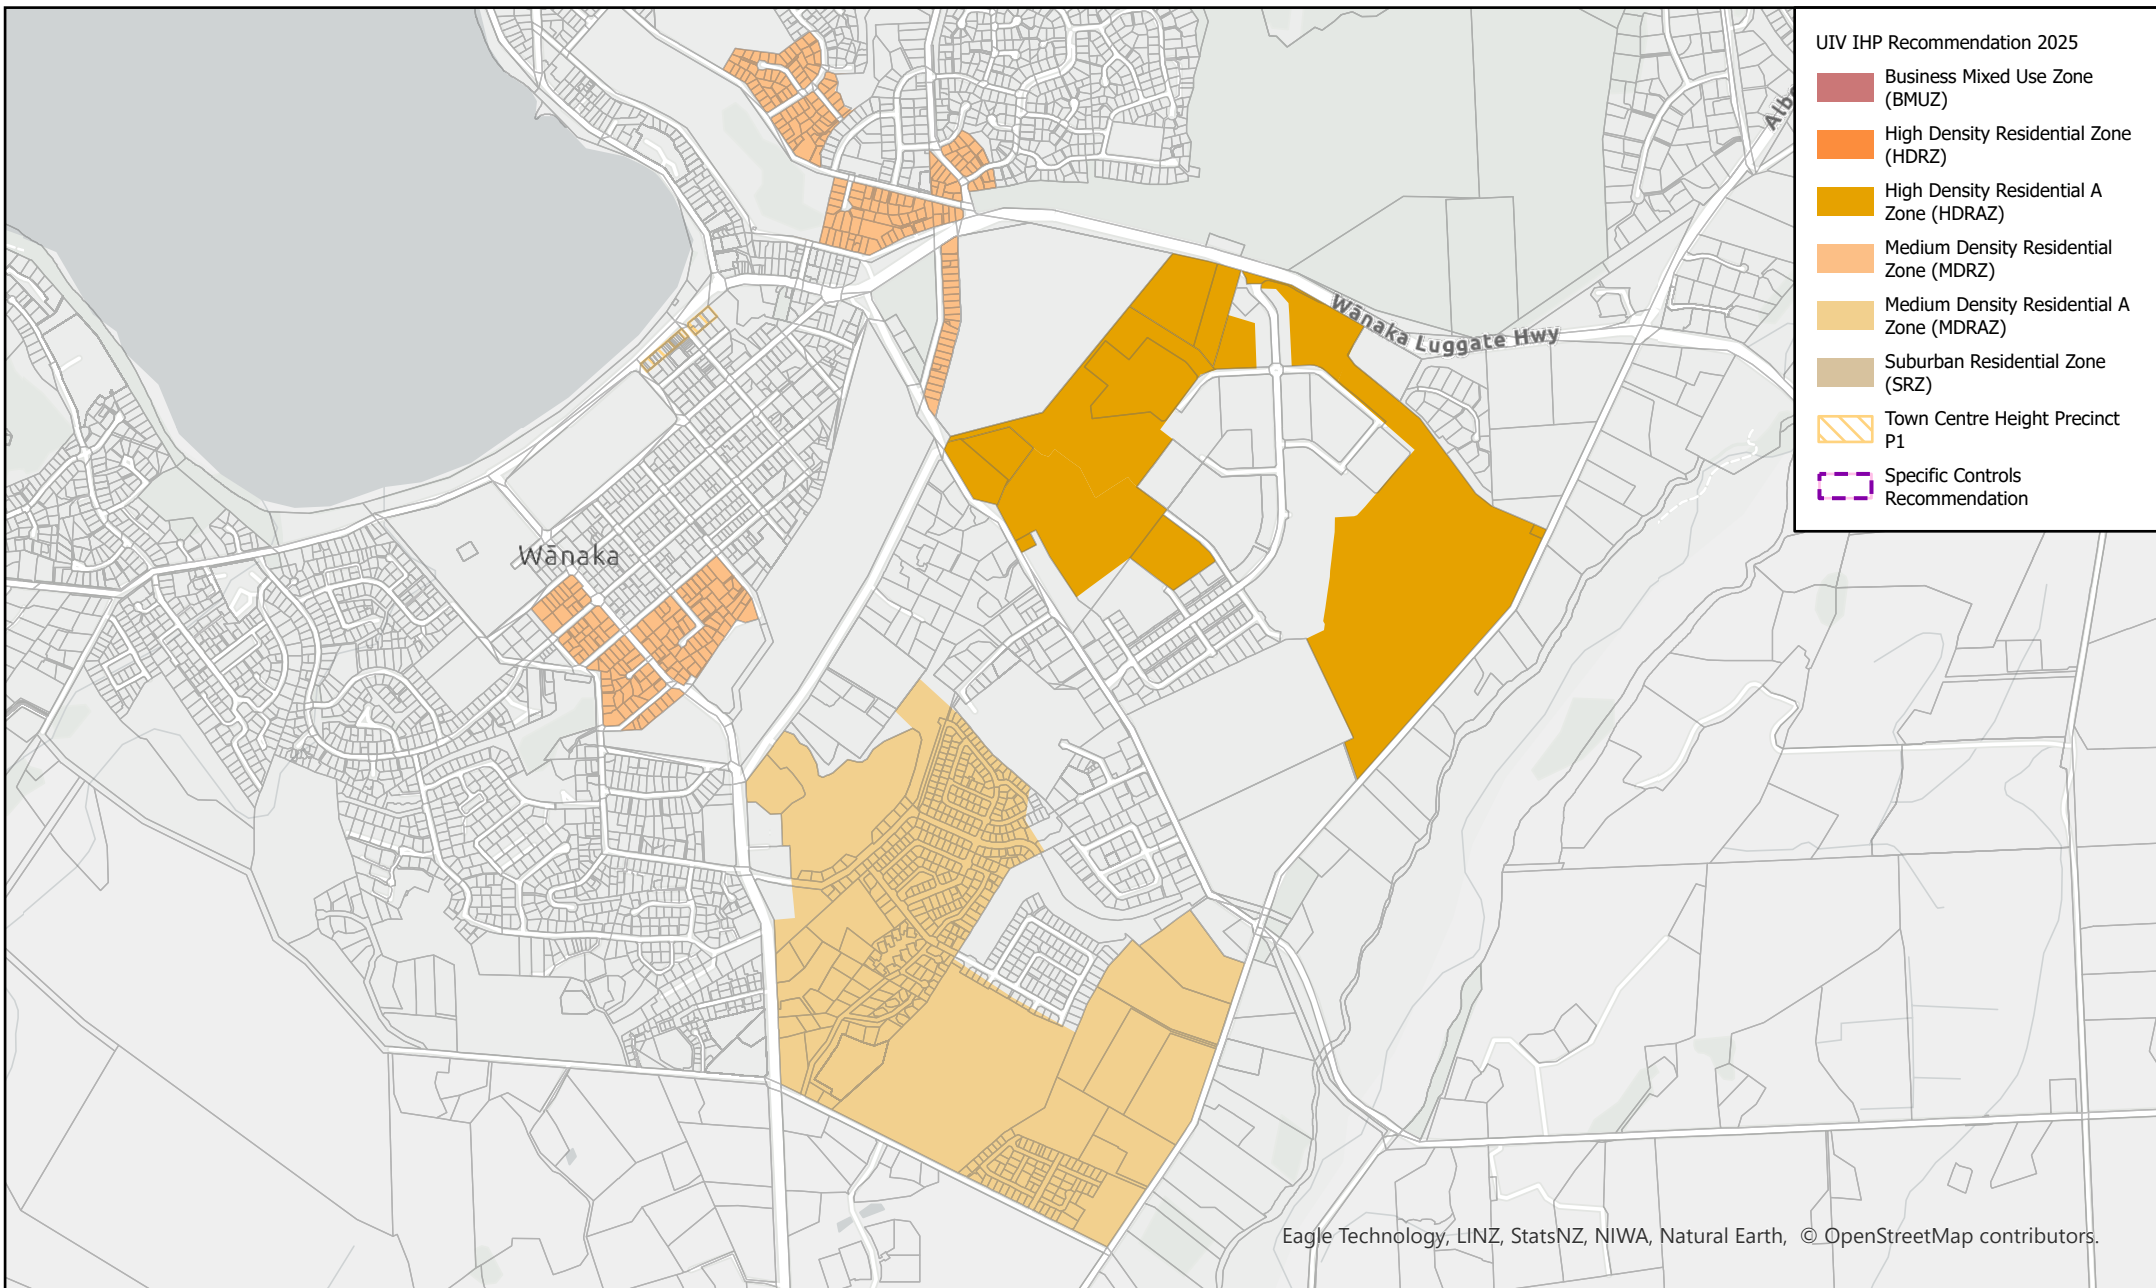 UIV IHP Recommendation 2025
Business Mixed Use Zone
(BMUZ)
High Density Residential Zone
(HDRZ)
High Density Residential A
Zone (HDRAZ)
Medium Density Residential
Zone (MDRZ)
Medium Density Residential A
Zone (MDRAZ)
Suburban Residential Zone
(SRZ)
Town Centre Height Precinct
P1
Specific Controls
Recommendation
Albe
Wānaka Luggate Hwy
Wānaka
Eagle Technology, LINZ, StatsNZ, NIWA, Natural Earth, © OpenStreetMap contributors.